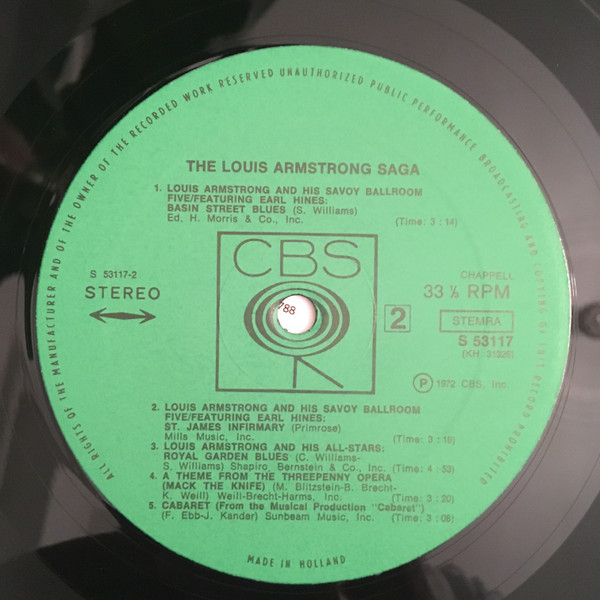 ALL RIGHTS OF THE MANUFACTURER AND OF THE OWNER OF THE RECORDED WORK RESERVED UNAUTHORIZED PUBLIC PERFORMANCE BROADCASTING AND COPYING OF THIS RECORD PROHIBITED
THE LOUIS ARMSTRONG SAGA
1. LOUIS ARMSTRONG AND HIS SAVOY BALLROOM
FIVE/FEATURING EARL HINES:
BASIN STREET BLUES (S. Williams)
Ed. H. Morris & Co., Inc. (Time: 3 : 14)
CBS
S 53117-2
STEREO
788
CHAPPELL
33 ⅓ RPM
2
STEMRA
S 53117
(KH 31326)
Ⓟ 1972 CBS, Inc.
2. LOUIS ARMSTRONG AND HIS SAVOY BALLROOM
FIVE/FEATURING EARL HINES:
ST. JAMES INFIRMARY (Primrose)
Mills Music, Inc. (Time: 3 : 19)
3. LOUIS ARMSTRONG AND HIS ALL-STARS:
ROYAL GARDEN BLUES (C. Williams-
S. Williams) Shapiro, Bernstein & Co., Inc. (Time: 4 : 53)
4. A THEME FROM THE THREEPENNY OPERA
(MACK THE KNIFE) (M. Blitzstein-B. Brecht-
K. Weill) Weill-Brecht-Harms, Inc. (Time: 3 : 20)
5. CABARET (From the Musical Production "Cabaret")
(F. Ebb-J. Kander) Sunbeam Music, Inc. (Time: 3 : 08)
MADE IN HOLLAND